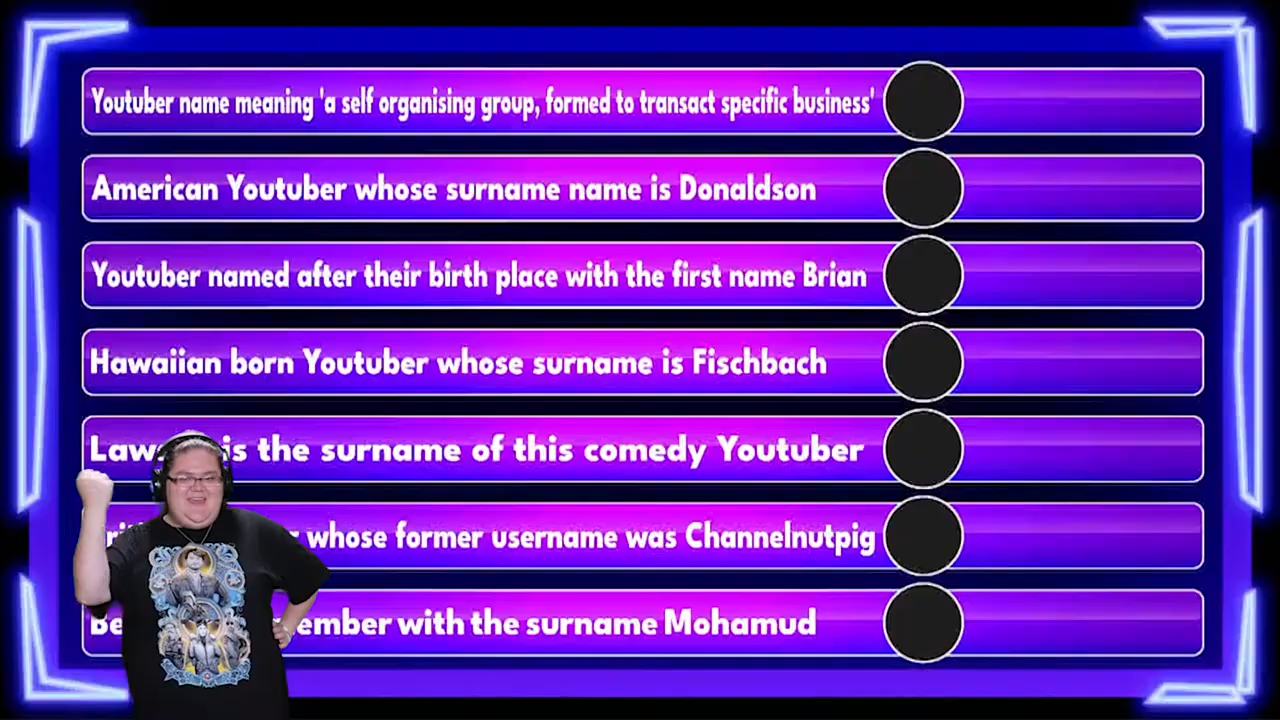 Youtuber name meaning 'a self organising group, formed to transact specific business'
American Youtuber whose surname name is Donaldson
Youtuber named after their birth place with the first name Brian
Hawaiian born Youtuber whose surname is Fischbach
is the surname of this comedy Youtuber
whose former username was Channelnutpig
with the surname Mohamud